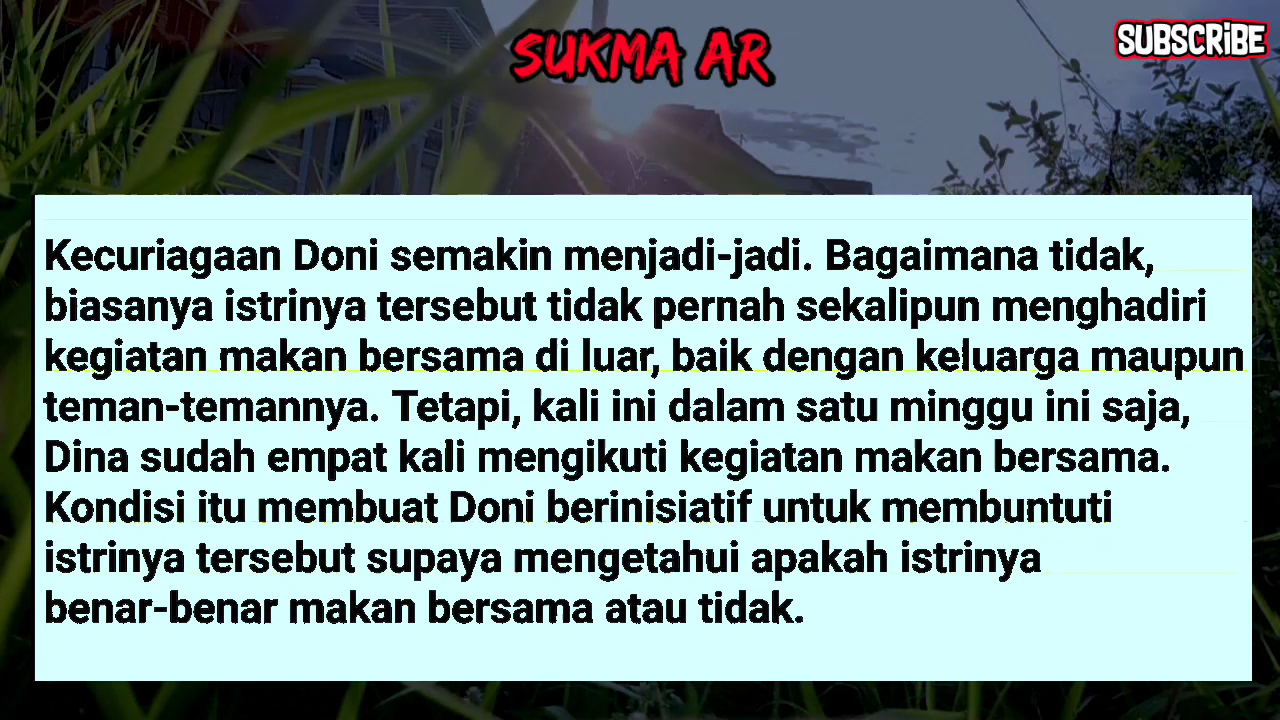 SUKMA AR
SUBSCRiBE
Kecuriagaan Doni semakin menjadi-jadi. Bagaimana tidak,
biasanya istrinya tersebut tidak pernah sekalipun menghadiri
kegiatan makan bersama di luar, baik dengan keluarga maupun
teman-temannya. Tetapi, kali ini dalam satu minggu ini saja,
Dina sudah empat kali mengikuti kegiatan makan bersama.
Kondisi itu membuat Doni berinisiatif untuk membuntuti
istrinya tersebut supaya mengetahui apakah istrinya
benar-benar makan bersama atau tidak.